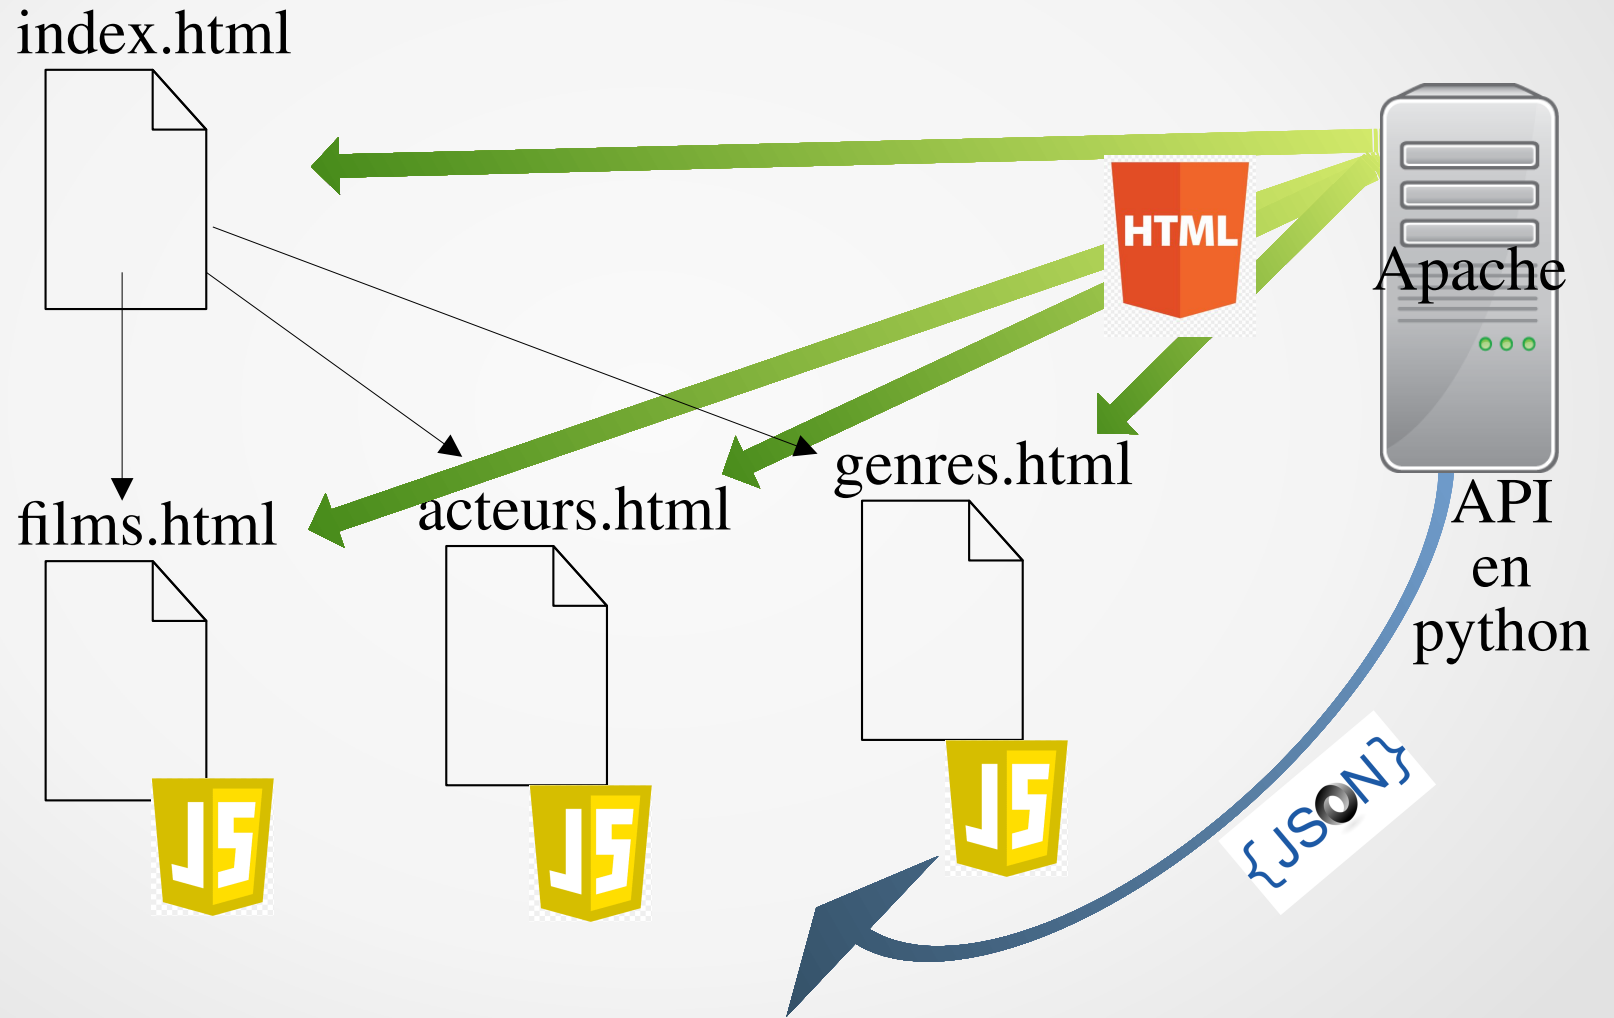 index.html
HTML
Apache
genres.html
acteurs.html
films.html
API
en
python
{JSON}
JS
JS
JS